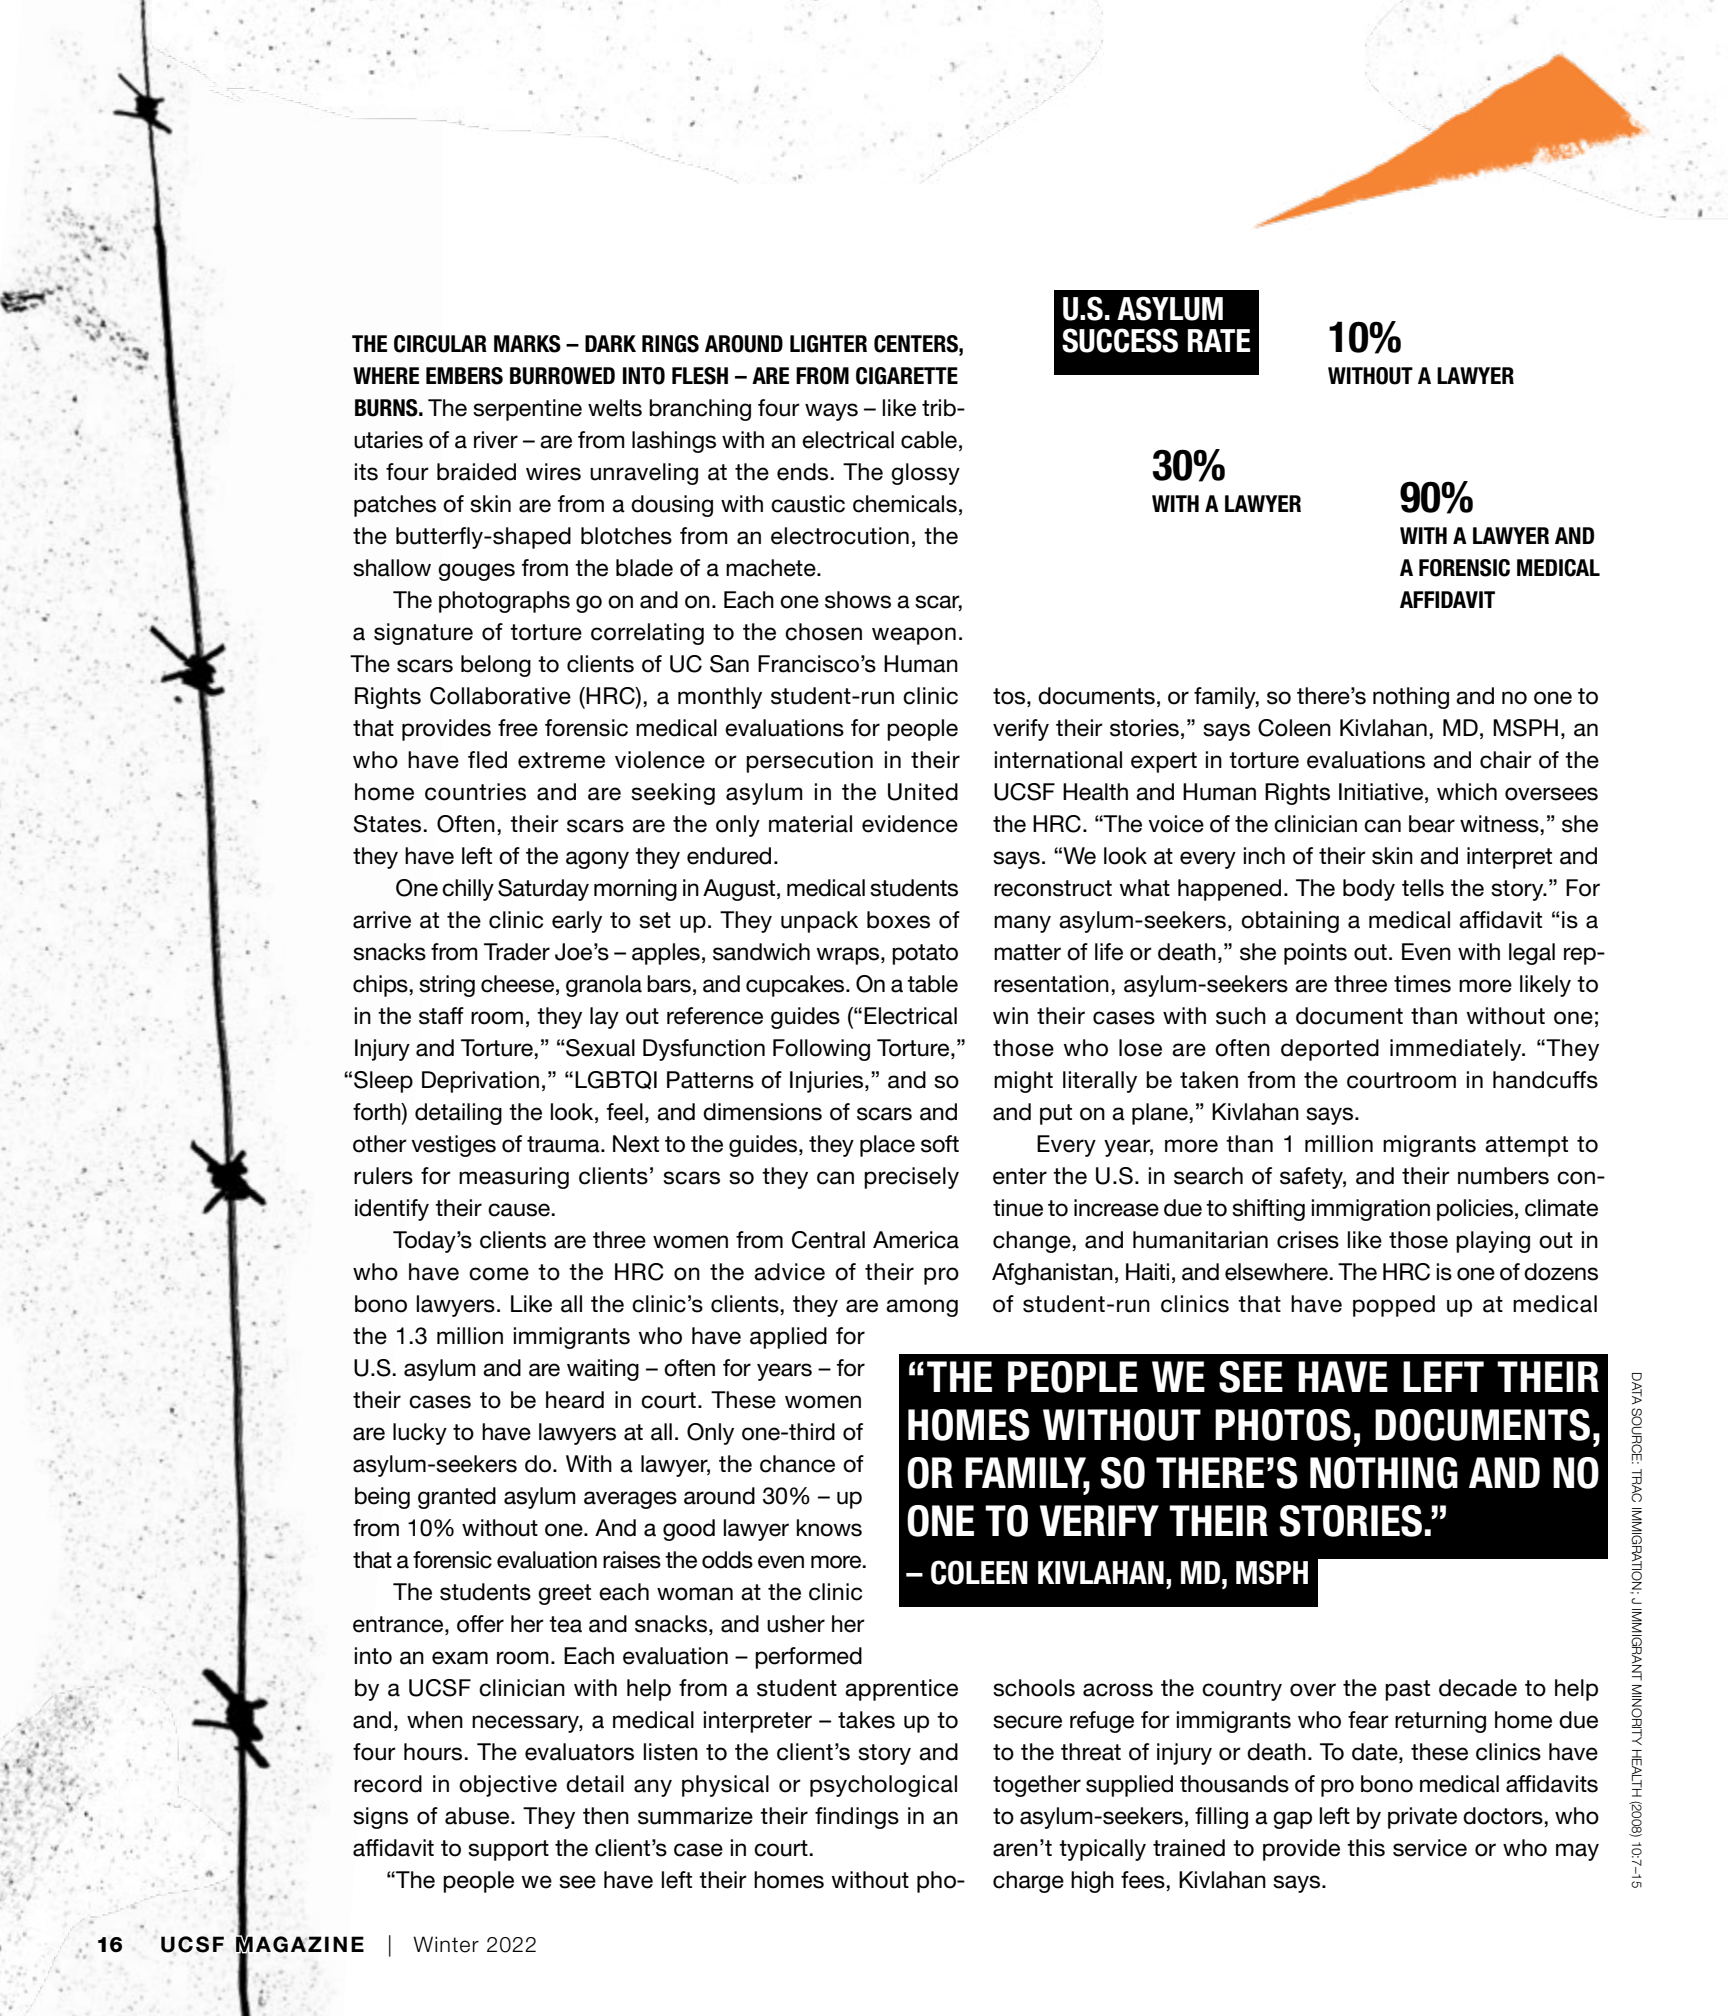 THE CIRCULAR MARKS – DARK RINGS AROUND LIGHTER CENTERS,
WHERE EMBERS BURROWED INTO FLESH – ARE FROM CIGARETTE
BURNS. The serpentine welts branching four ways – like trib-
utaries of a river – are from lashings with an electrical cable,
its four braided wires unraveling at the ends. The glossy
patches of skin are from a dousing with caustic chemicals,
the butterfly-shaped blotches from an electrocution, the
shallow gouges from the blade of a machete.
The photographs go on and on. Each one shows a scar,
a signature of torture correlating to the chosen weapon.
The scars belong to clients of UC San Francisco’s Human
Rights Collaborative (HRC), a monthly student-run clinic
that provides free forensic medical evaluations for people
who have fled extreme violence or persecution in their
home countries and are seeking asylum in the United
States. Often, their scars are the only material evidence
they have left of the agony they endured.
One chilly Saturday morning in August, medical students
arrive at the clinic early to set up. They unpack boxes of
snacks from Trader Joe’s – apples, sandwich wraps, potato
chips, string cheese, granola bars, and cupcakes. On a table
in the staff room, they lay out reference guides (“Electrical
Injury and Torture,” “Sexual Dysfunction Following Torture,”
“Sleep Deprivation,” “LGBTQI Patterns of Injuries,” and so
forth) detailing the look, feel, and dimensions of scars and
other vestiges of trauma. Next to the guides, they place soft
rulers for measuring clients’ scars so they can precisely
identify their cause.
Today’s clients are three women from Central America
who have come to the HRC on the advice of their pro
bono lawyers. Like all the clinic’s clients, they are among
the 1.3 million immigrants who have applied for
U.S. asylum and are waiting – often for years – for
their cases to be heard in court. These women
are lucky to have lawyers at all. Only one-third of
asylum-seekers do. With a lawyer, the chance of
being granted asylum averages around 30% – up
from 10% without one. And a good lawyer knows
that a forensic evaluation raises the odds even more.
The students greet each woman at the clinic
entrance, offer her tea and snacks, and usher her
into an exam room. Each evaluation – performed
by a UCSF clinician with help from a student apprentice
and, when necessary, a medical interpreter – takes up to
four hours. The evaluators listen to the client’s story and
record in objective detail any physical or psychological
signs of abuse. They then summarize their findings in an
affidavit to support the client’s case in court.
“The people we see have left their homes without pho-
U.S. ASYLUM
SUCCESS RATE
10%
WITHOUT A LAWYER
30%
WITH A LAWYER
90%
WITH A LAWYER AND
A FORENSIC MEDICAL
AFFIDAVIT
tos, documents, or family, so there’s nothing and no one to
verify their stories,” says Coleen Kivlahan, MD, MSPH, an
international expert in torture evaluations and chair of the
UCSF Health and Human Rights Initiative, which oversees
the HRC. “The voice of the clinician can bear witness,” she
says. “We look at every inch of their skin and interpret and
reconstruct what happened. The body tells the story.” For
many asylum-seekers, obtaining a medical affidavit “is a
matter of life or death,” she points out. Even with legal rep-
resentation, asylum-seekers are three times more likely to
win their cases with such a document than without one;
those who lose are often deported immediately. “They
might literally be taken from the courtroom in handcuffs
and put on a plane,” Kivlahan says.
Every year, more than 1 million migrants attempt to
enter the U.S. in search of safety, and their numbers con-
tinue to increase due to shifting immigration policies, climate
change, and humanitarian crises like those playing out in
Afghanistan, Haiti, and elsewhere. The HRC is one of dozens
of student-run clinics that have popped up at medical
“THE PEOPLE WE SEE HAVE LEFT THEIR
HOMES WITHOUT PHOTOS, DOCUMENTS,
OR FAMILY, SO THERE’S NOTHING AND NO
ONE TO VERIFY THEIR STORIES.”
– COLEEN KIVLAHAN, MD, MSPH
schools across the country over the past decade to help
secure refuge for immigrants who fear returning home due
to the threat of injury or death. To date, these clinics have
together supplied thousands of pro bono medical affidavits
to asylum-seekers, filling a gap left by private doctors, who
aren’t typically trained to provide this service or who may
charge high fees, Kivlahan says.
DATA SOURCE: TRAC IMMIGRATION; J IMMIGRANT MINORITY HEALTH (2008) 10:7–15
16 UCSF MAGAZINE | Winter 2022